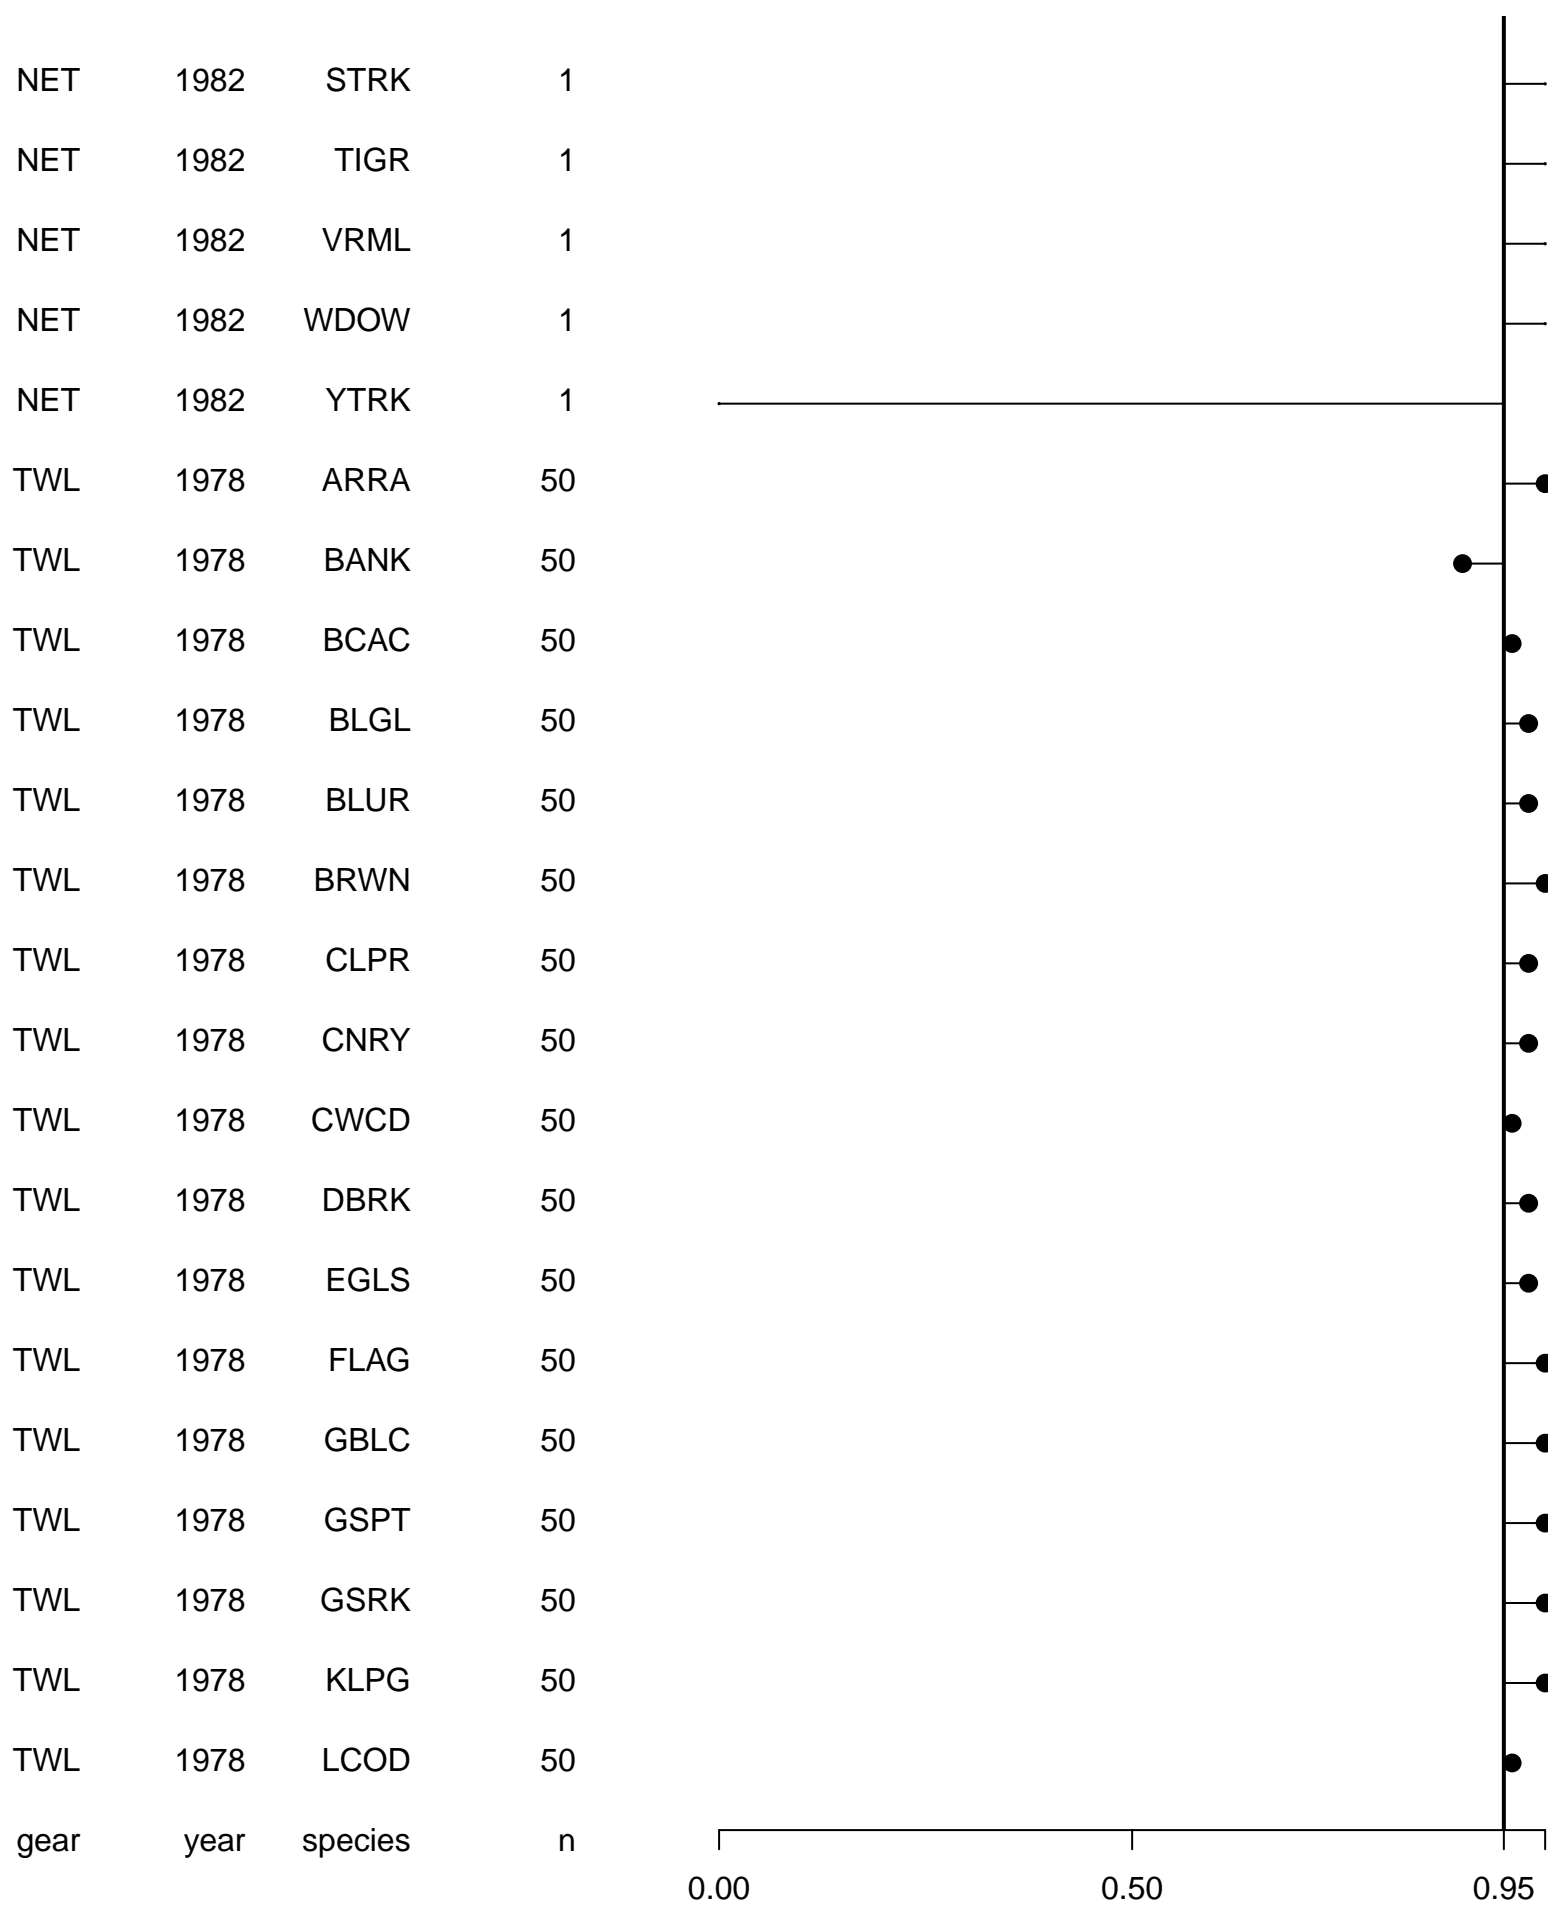 NET 1982 STRK 1
NET 1982 TIGR 1
NET 1982 VRML 1
NET 1982 WDOW 1
NET 1982 YTRK 1
TWL 1978 ARRA 50
TWL 1978 BANK 50
TWL 1978 BCAC 50
TWL 1978 BLGL 50
TWL 1978 BLUR 50
TWL 1978 BRWN 50
TWL 1978 CLPR 50
TWL 1978 CNRY 50
TWL 1978 CWCD 50
TWL 1978 DBRK 50
TWL 1978 EGLS 50
TWL 1978 FLAG 50
TWL 1978 GBLC 50
TWL 1978 GSPT 50
TWL 1978 GSRK 50
TWL 1978 KLPG 50
TWL 1978 LCOD 50
gear year species n
0.00 0.50 0.95